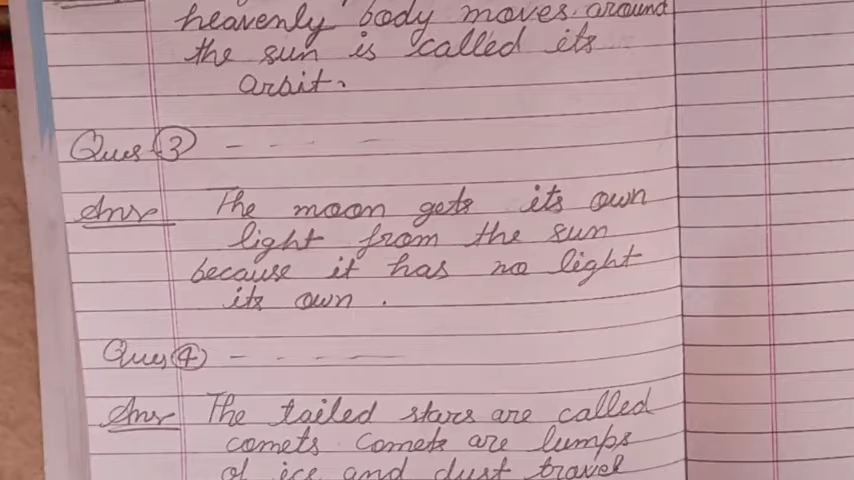 heavenly body moves around
the sun is called its
arbit.
Ques 3 - - - -
Ans The moon gets its own
light from the sun
because it has no light
its own .
Ques 4 - - - -
Ans The tailed stars are called
comets comets are lumps
of ice and dust travel